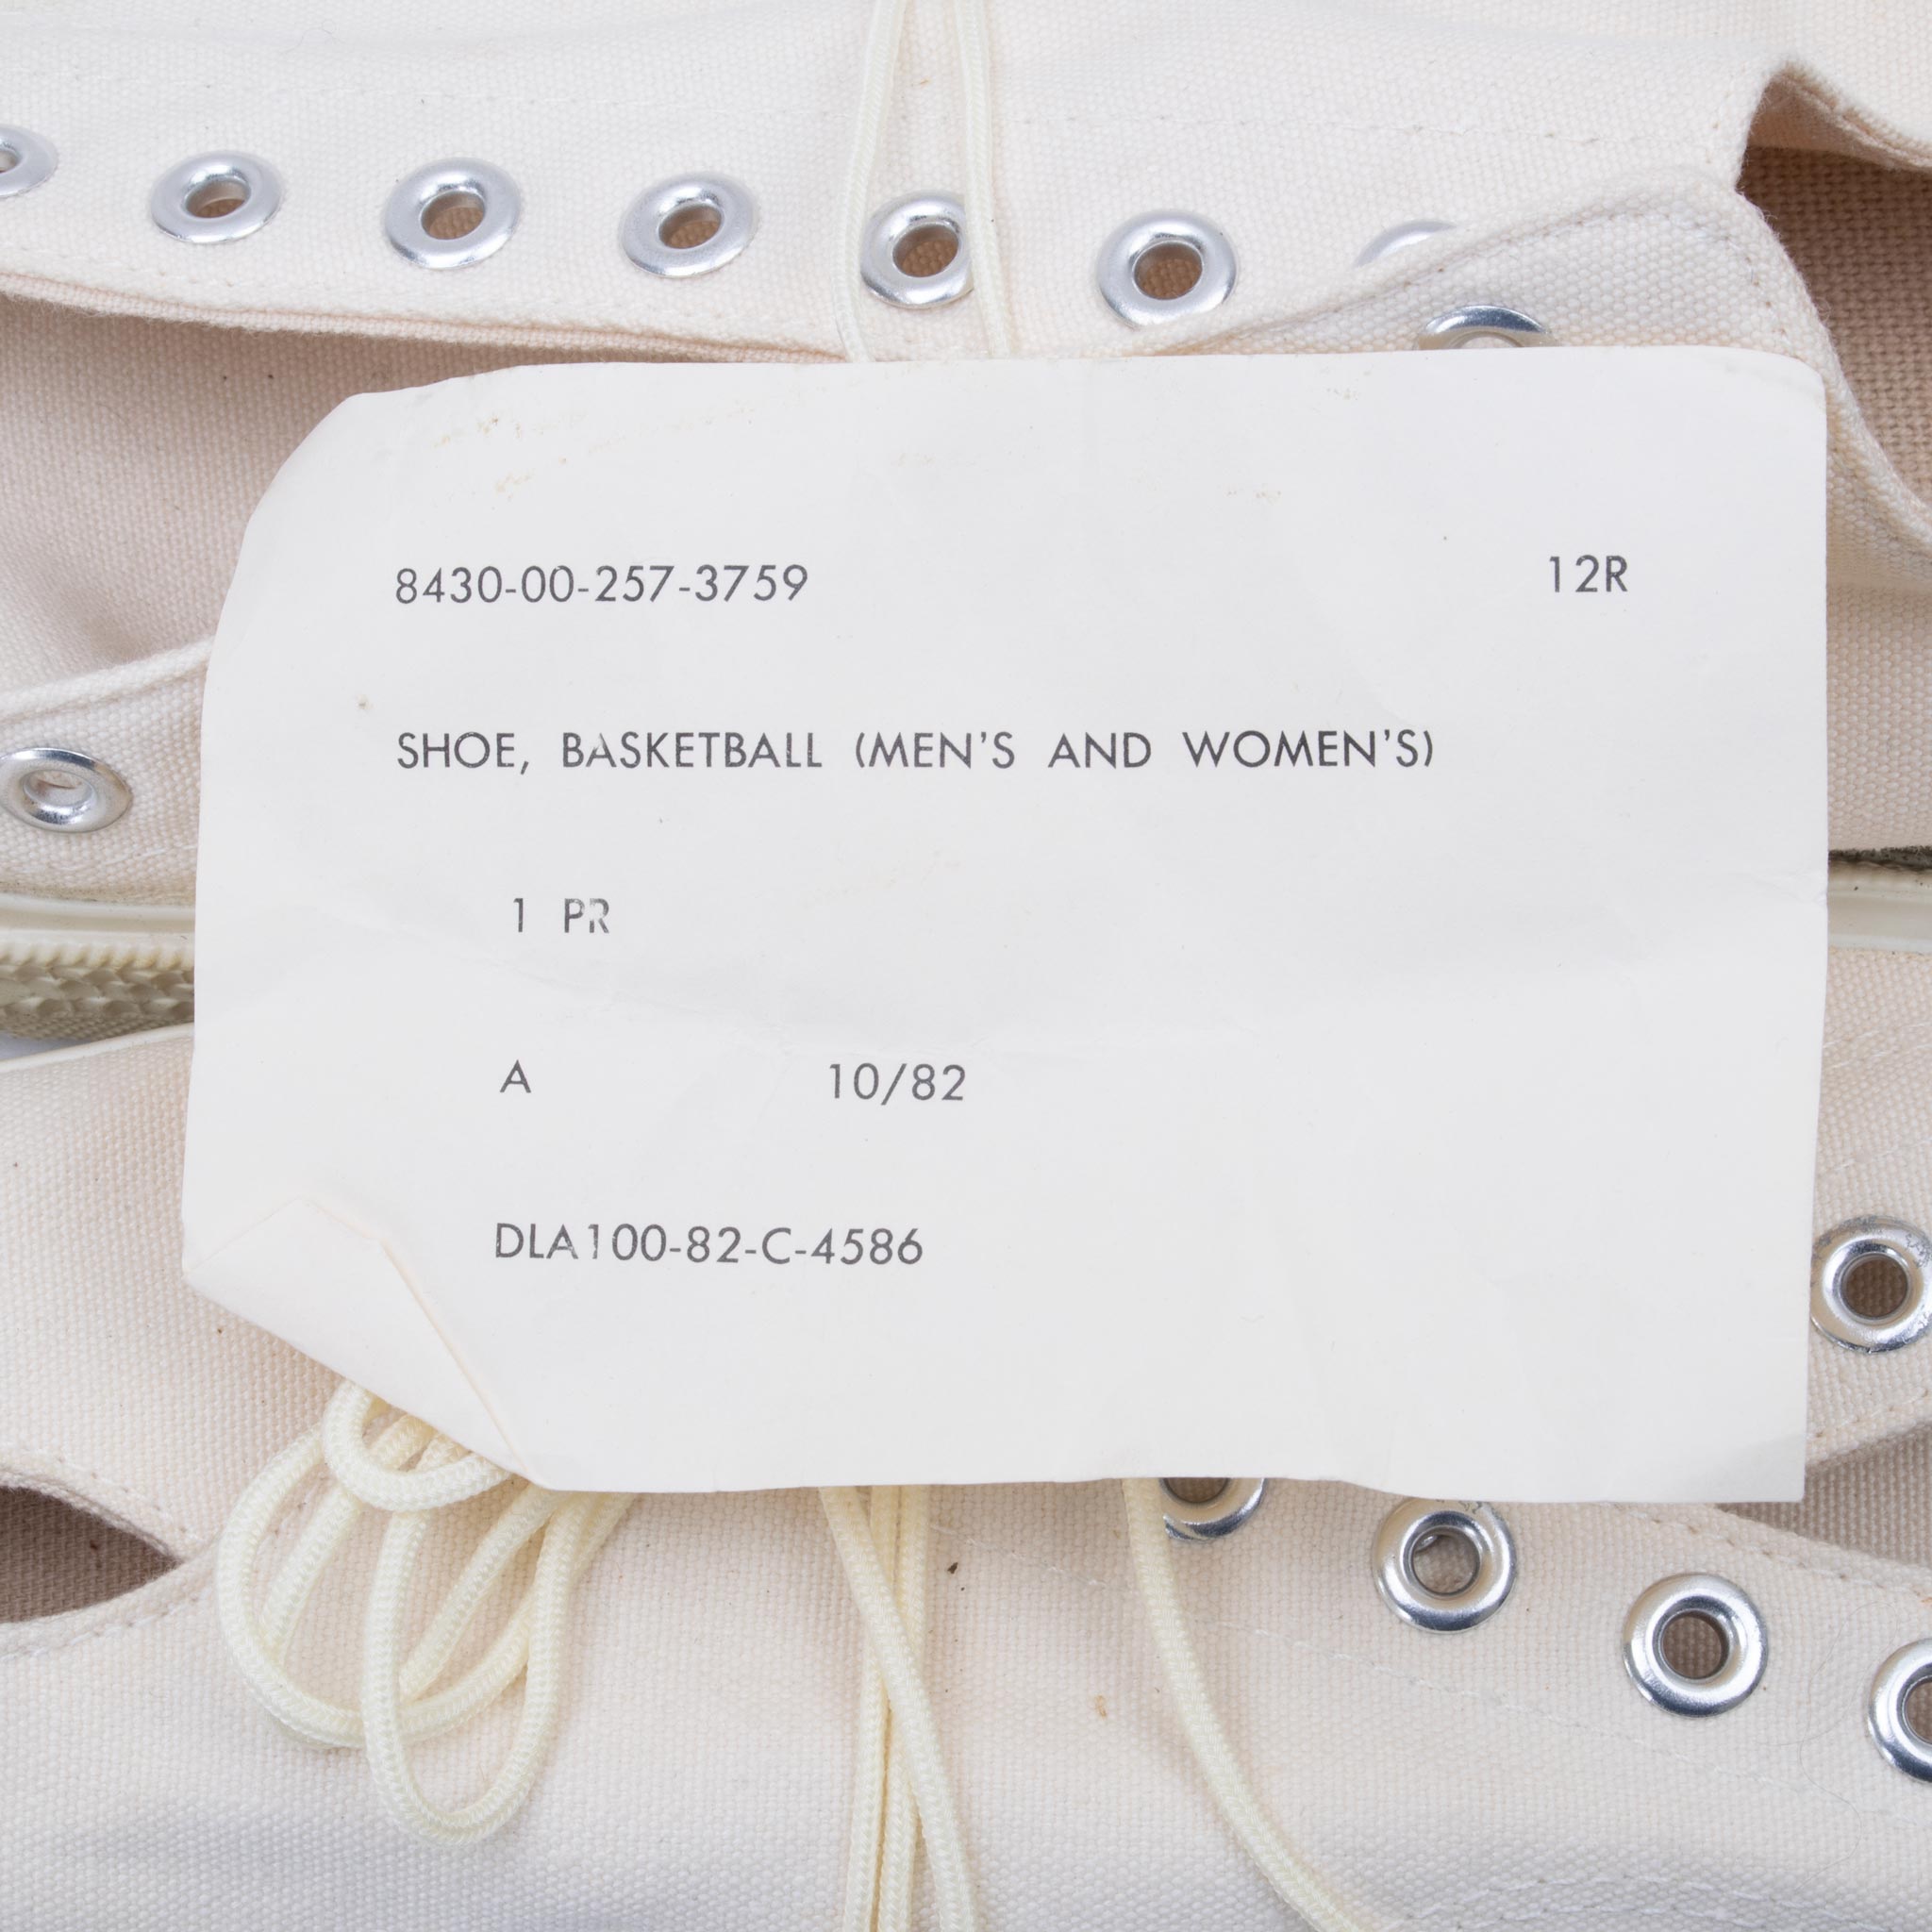 8430-00-257-3759 12R
SHOE, BASKETBALL (MEN'S AND WOMEN'S)
1 PR
A 10/82
DLA100-82-C-4586